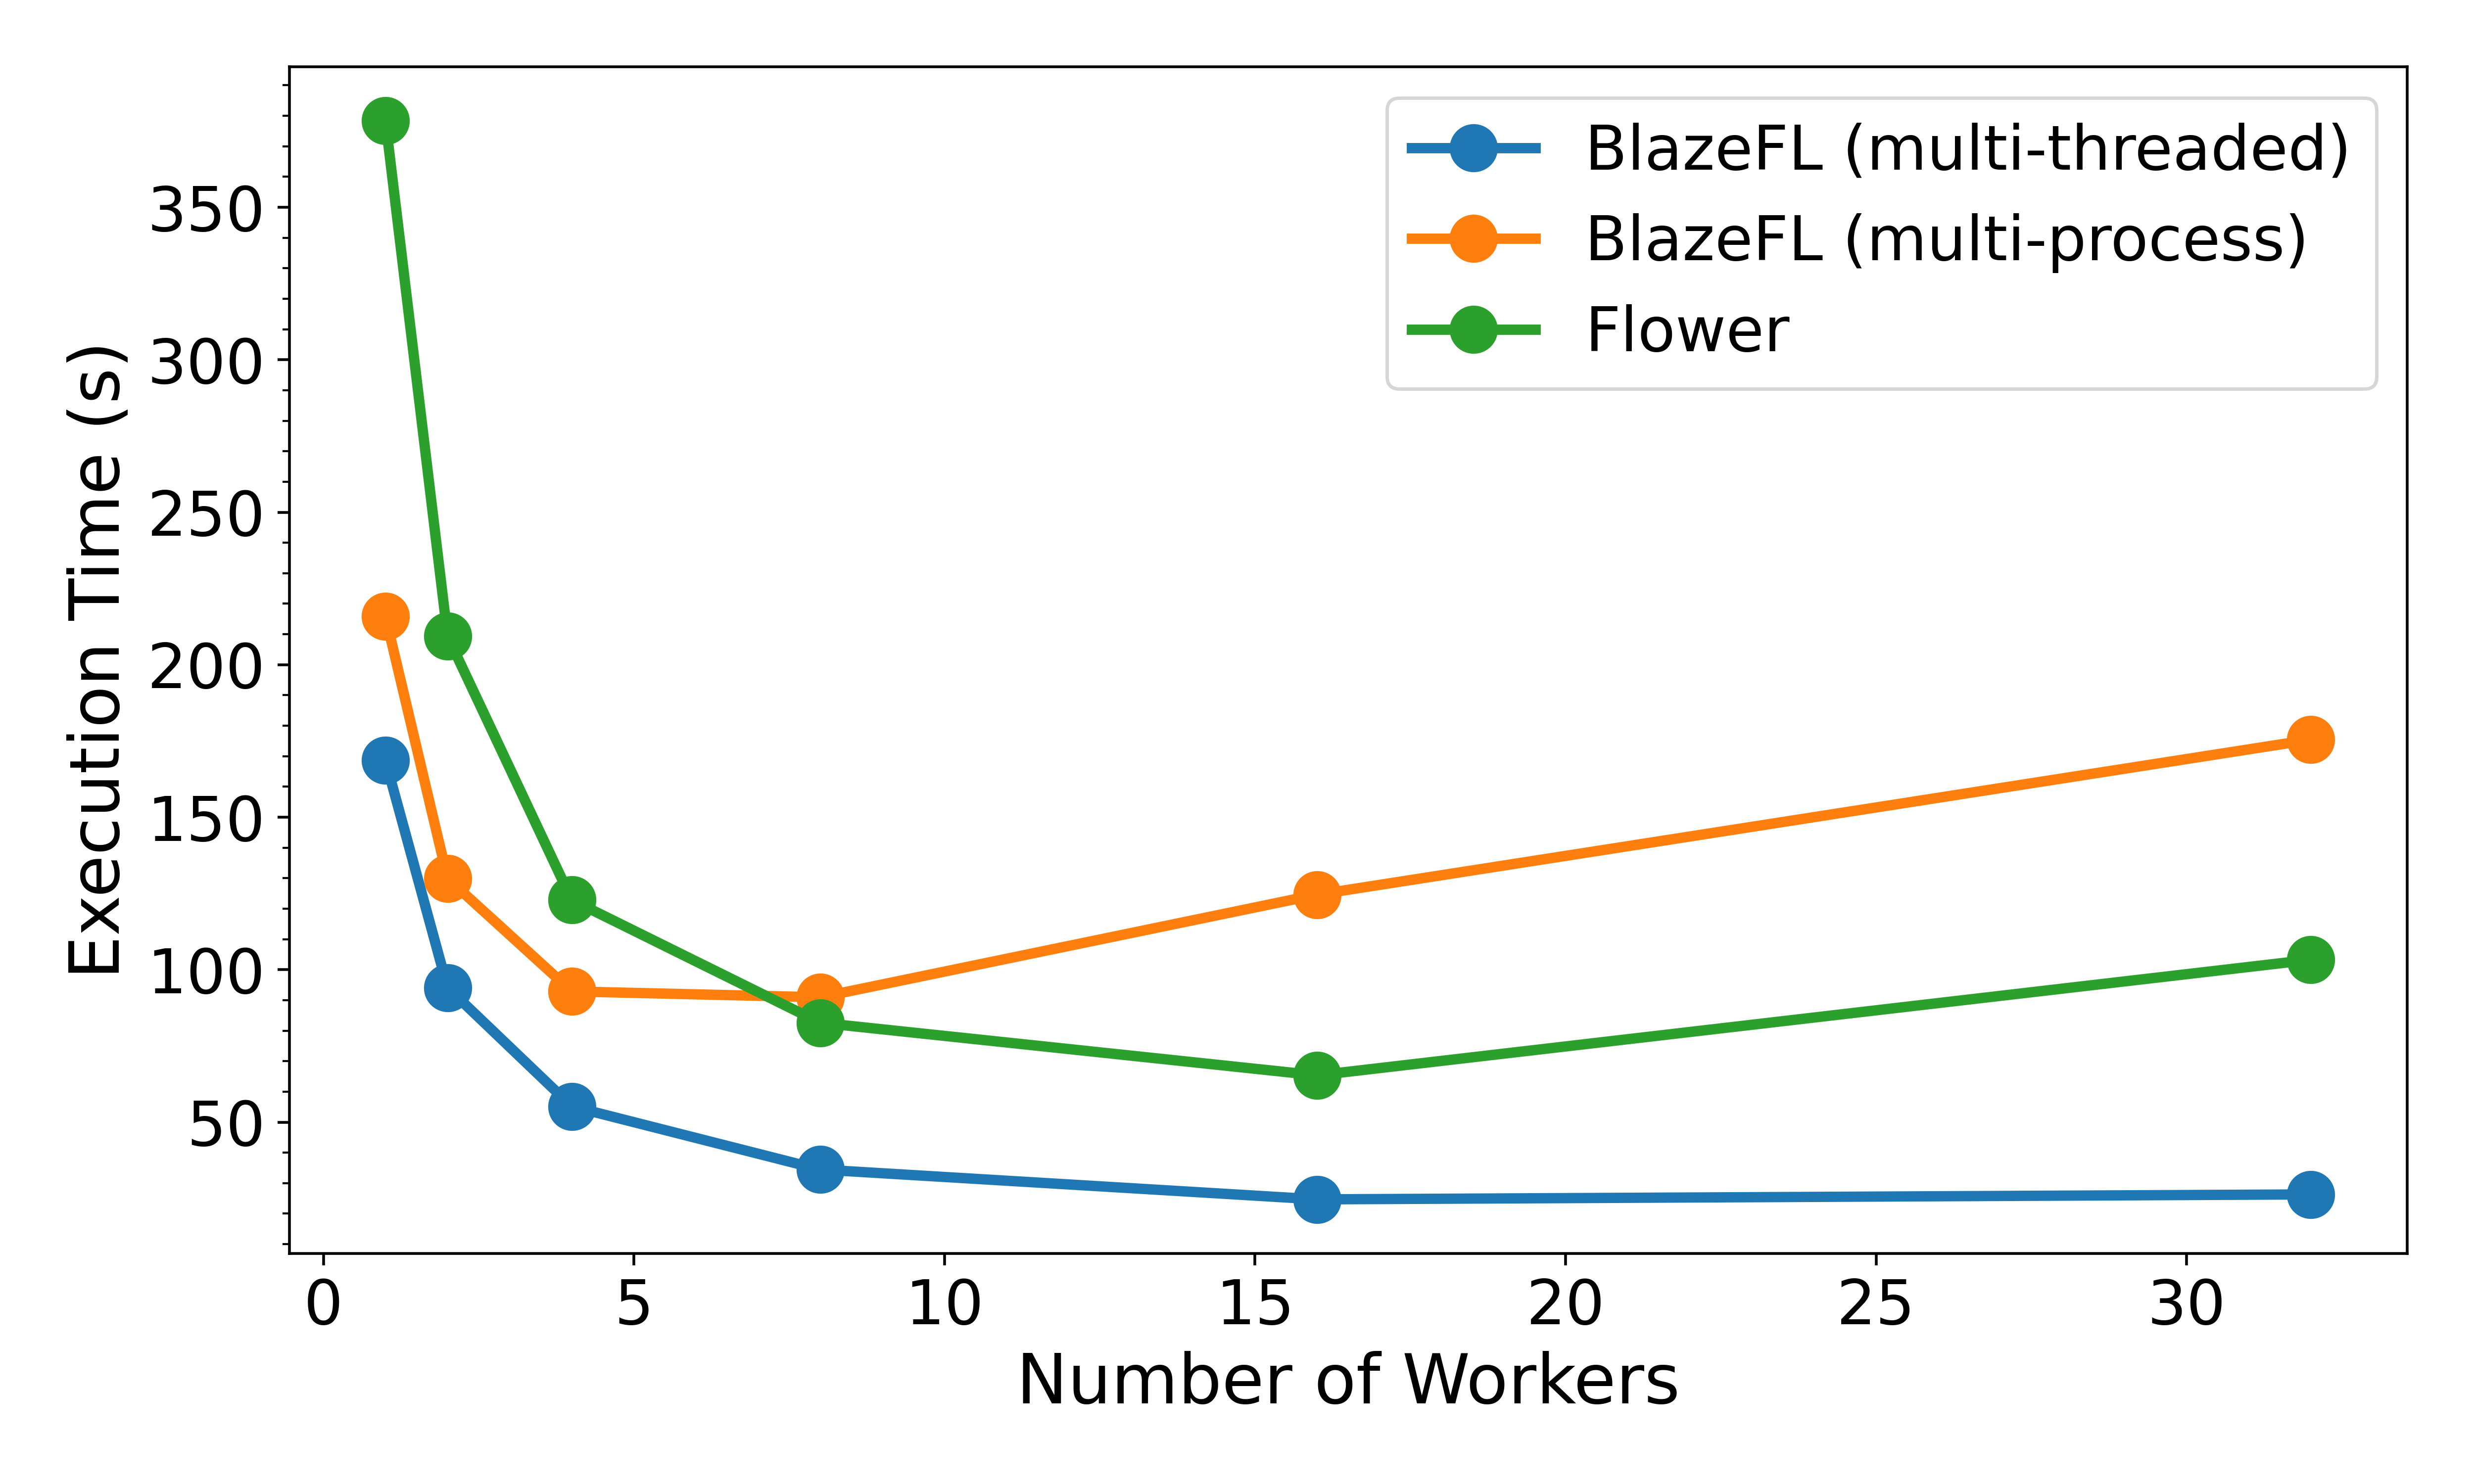 BlazeFL (multi-threaded)
BlazeFL (multi-process)
Flower
Execution Time (s)
350
300
250
200
150
100
50
0 5 10 15 20 25 30
Number of Workers